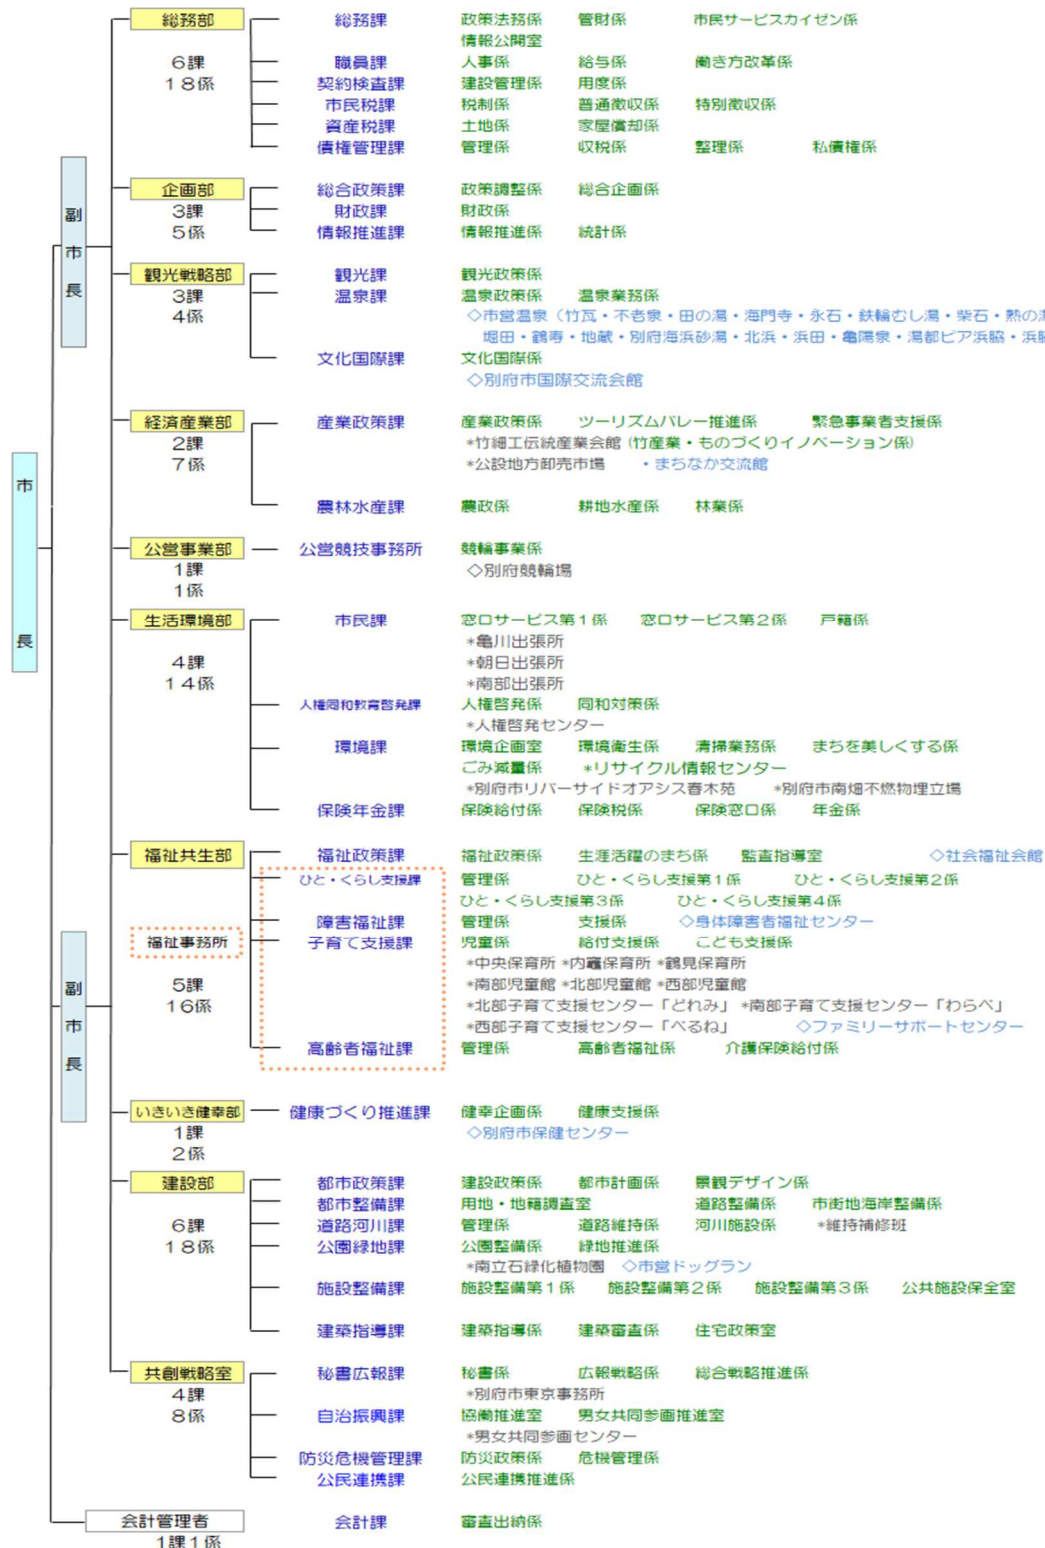 総務部 総務課 政策法務係 管財係 市民サービスカイゼン係
情報公開室
6課 職員課 人事係 給与係 働き方改革係
18係 契約検査課 建設管理係 用度係
市民税課 税制係 普通徴収係 特別徴収係
資産税課 土地係 家屋償却係
債権管理課 管理係 収税係 整理係 私債権係
副市長
企画部 総合政策課 政策調整係 総合企画係
3課 財政課 財政係
5係 情報推進課 情報推進係 統計係
観光戦略部 観光課 観光政策係
3課 温泉課 温泉政策係 温泉業務係
4係 ◇市営温泉（竹瓦・不老泉・田の湯・海門寺・永石・鉄輪むし湯・柴石・熱の
堀田・鶴寿・地蔵・別府海浜砂湯・北浜・浜田・亀陽泉・湯都ピア浜脇・浜
文化国際課 文化国際係
◇別府市国際交流会館
経済産業部 産業政策課 産業政策係 ツーリズムバレー推進係 緊急事業者支援係
2課 *竹細工伝統産業会館 (竹産業・ものづくりイノベーション係)
7係 *公設地方卸売市場 ・まちなか交流館
市長
農林水産課 農政係 耕地水産係 林業係
公営事業部 公営競技事務所 競輪事業係
1課 ◇別府競輪場
1係
生活環境部 市民課 窓口サービス第1係 窓口サービス第2係 戸籍係
*亀川出張所
4課 *朝日出張所
14係 *南部出張所
人権同和教育啓発課 人権啓発係 同和対策係
*人権啓発センター
環境課 環境企画室 環境衛生係 清掃業務係 まちを美しくする係
ごみ減量係 *リサイクル情報センター
*別府市リバーサイドオアシス春木苑 *別府市南畑不燃物埋立場
保険年金課 保険給付係 保険税係 保険窓口係 年金係
福祉共生部 福祉政策課 福祉政策係 生涯活躍のまち係 監査指導室 ◇社会福祉会館
ひと・くらし支援課 管理係 ひと・くらし支援第1係 ひと・くらし支援第2係
ひと・くらし支援第3係 ひと・くらし支援第4係
障害福祉課 管理係 支援係 ◇身体障害者福祉センター
福祉事務所 子育て支援課 児童係 給付支援係 こども支援係
*中央保育所 *内竈保育所 *鶴見保育所
5課 *南部児童館 *北部児童館 *西部児童館
16係 *北部子育て支援センター「どれみ」 *南部子育て支援センター「わらべ」
*西部子育て支援センター「べるね」 ◇ファミリーサポートセンター
副市長
高齢者福祉課 管理係 高齢者福祉係 介護保険給付係
いきいき健幸部 健康づくり推進課 健幸企画係 健康支援係
1課 ◇別府市保健センター
2係
建設部 都市政策課 建設政策係 都市計画係 景観デザイン係
都市整備課 用地・地籍調査室 道路整備係 市街地海岸整備係
6課 道路河川課 管理係 道路維持係 河川施設係 *維持補修班
18係 公園緑地課 公園整備係 緑地推進係
*南立石緑化植物園 ◇市営ドッグラン
施設整備課 施設整備第1係 施設整備第2係 施設整備第3係 公共施設保全室
建築指導課 建築指導係 建築審査係 住宅政策室
共創戦略室 秘書広報課 秘書係 広報戦略係 総合戦略推進係
4課 *別府市東京事務所
8係 自治振興課 協働推進室 男女共同参画推進室
*男女共同参画センター
防災危機管理課 防災政策係 危機管理係
公民連携課 公民連携推進係
会計管理者 会計課 審査出納係
1課1係